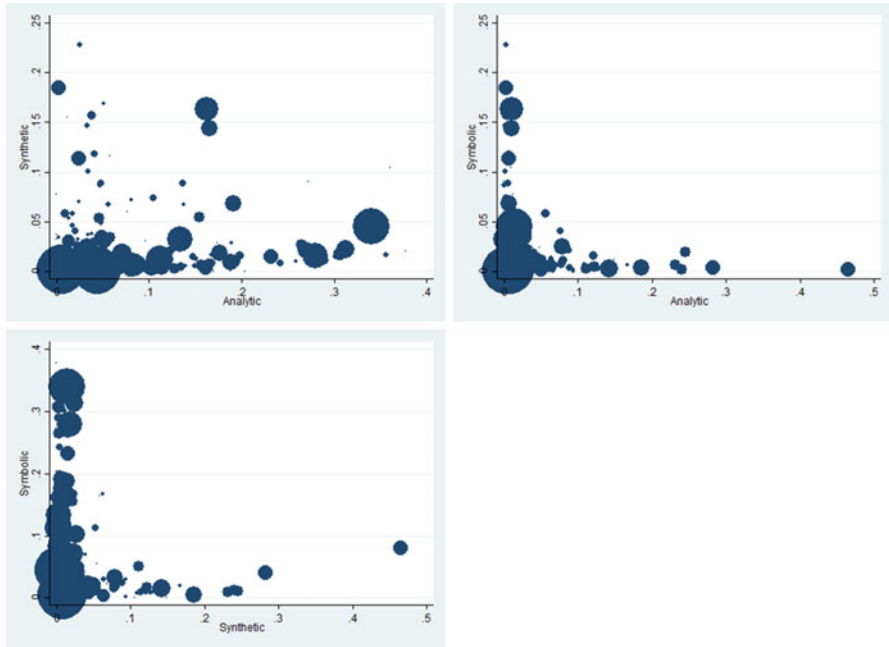 .25
.2
.15
.1
.05
0
Synthetic
0 .1 .2 .3 .4
Analytic
.25
.2
.15
.1
.05
0
Symbolic
0 .1 .2 .3 .4 .5
Analytic
.4
.3
.2
.1
0
Symbolic
0 .1 .2 .3 .4 .5
Synthetic